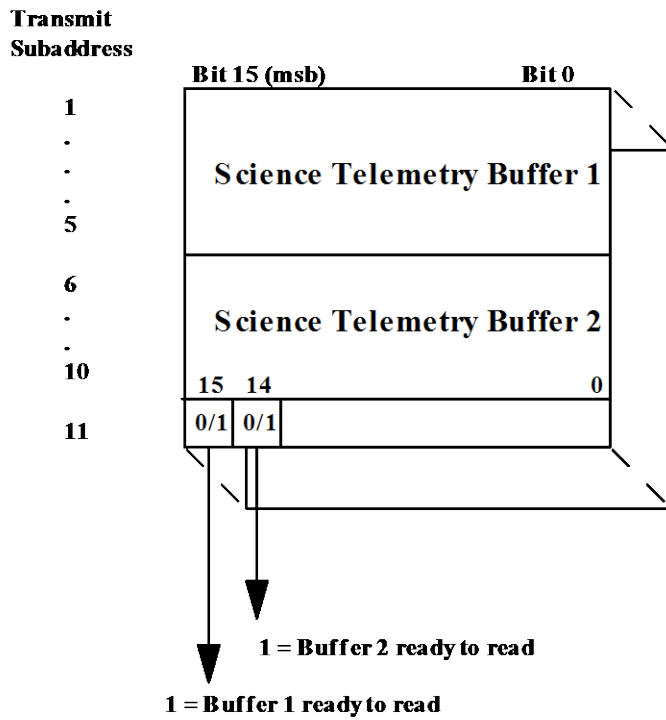 Transmit
Subaddress
Bit 15 (msb) Bit 0
1
.
.
.
5
Science Telemetry Buffer 1
6
.
.
10
Science Telemetry Buffer 2
15 14 0
11
0/1 0/1
1 = Buffer 2 ready to read
1 = Buffer 1 ready to read